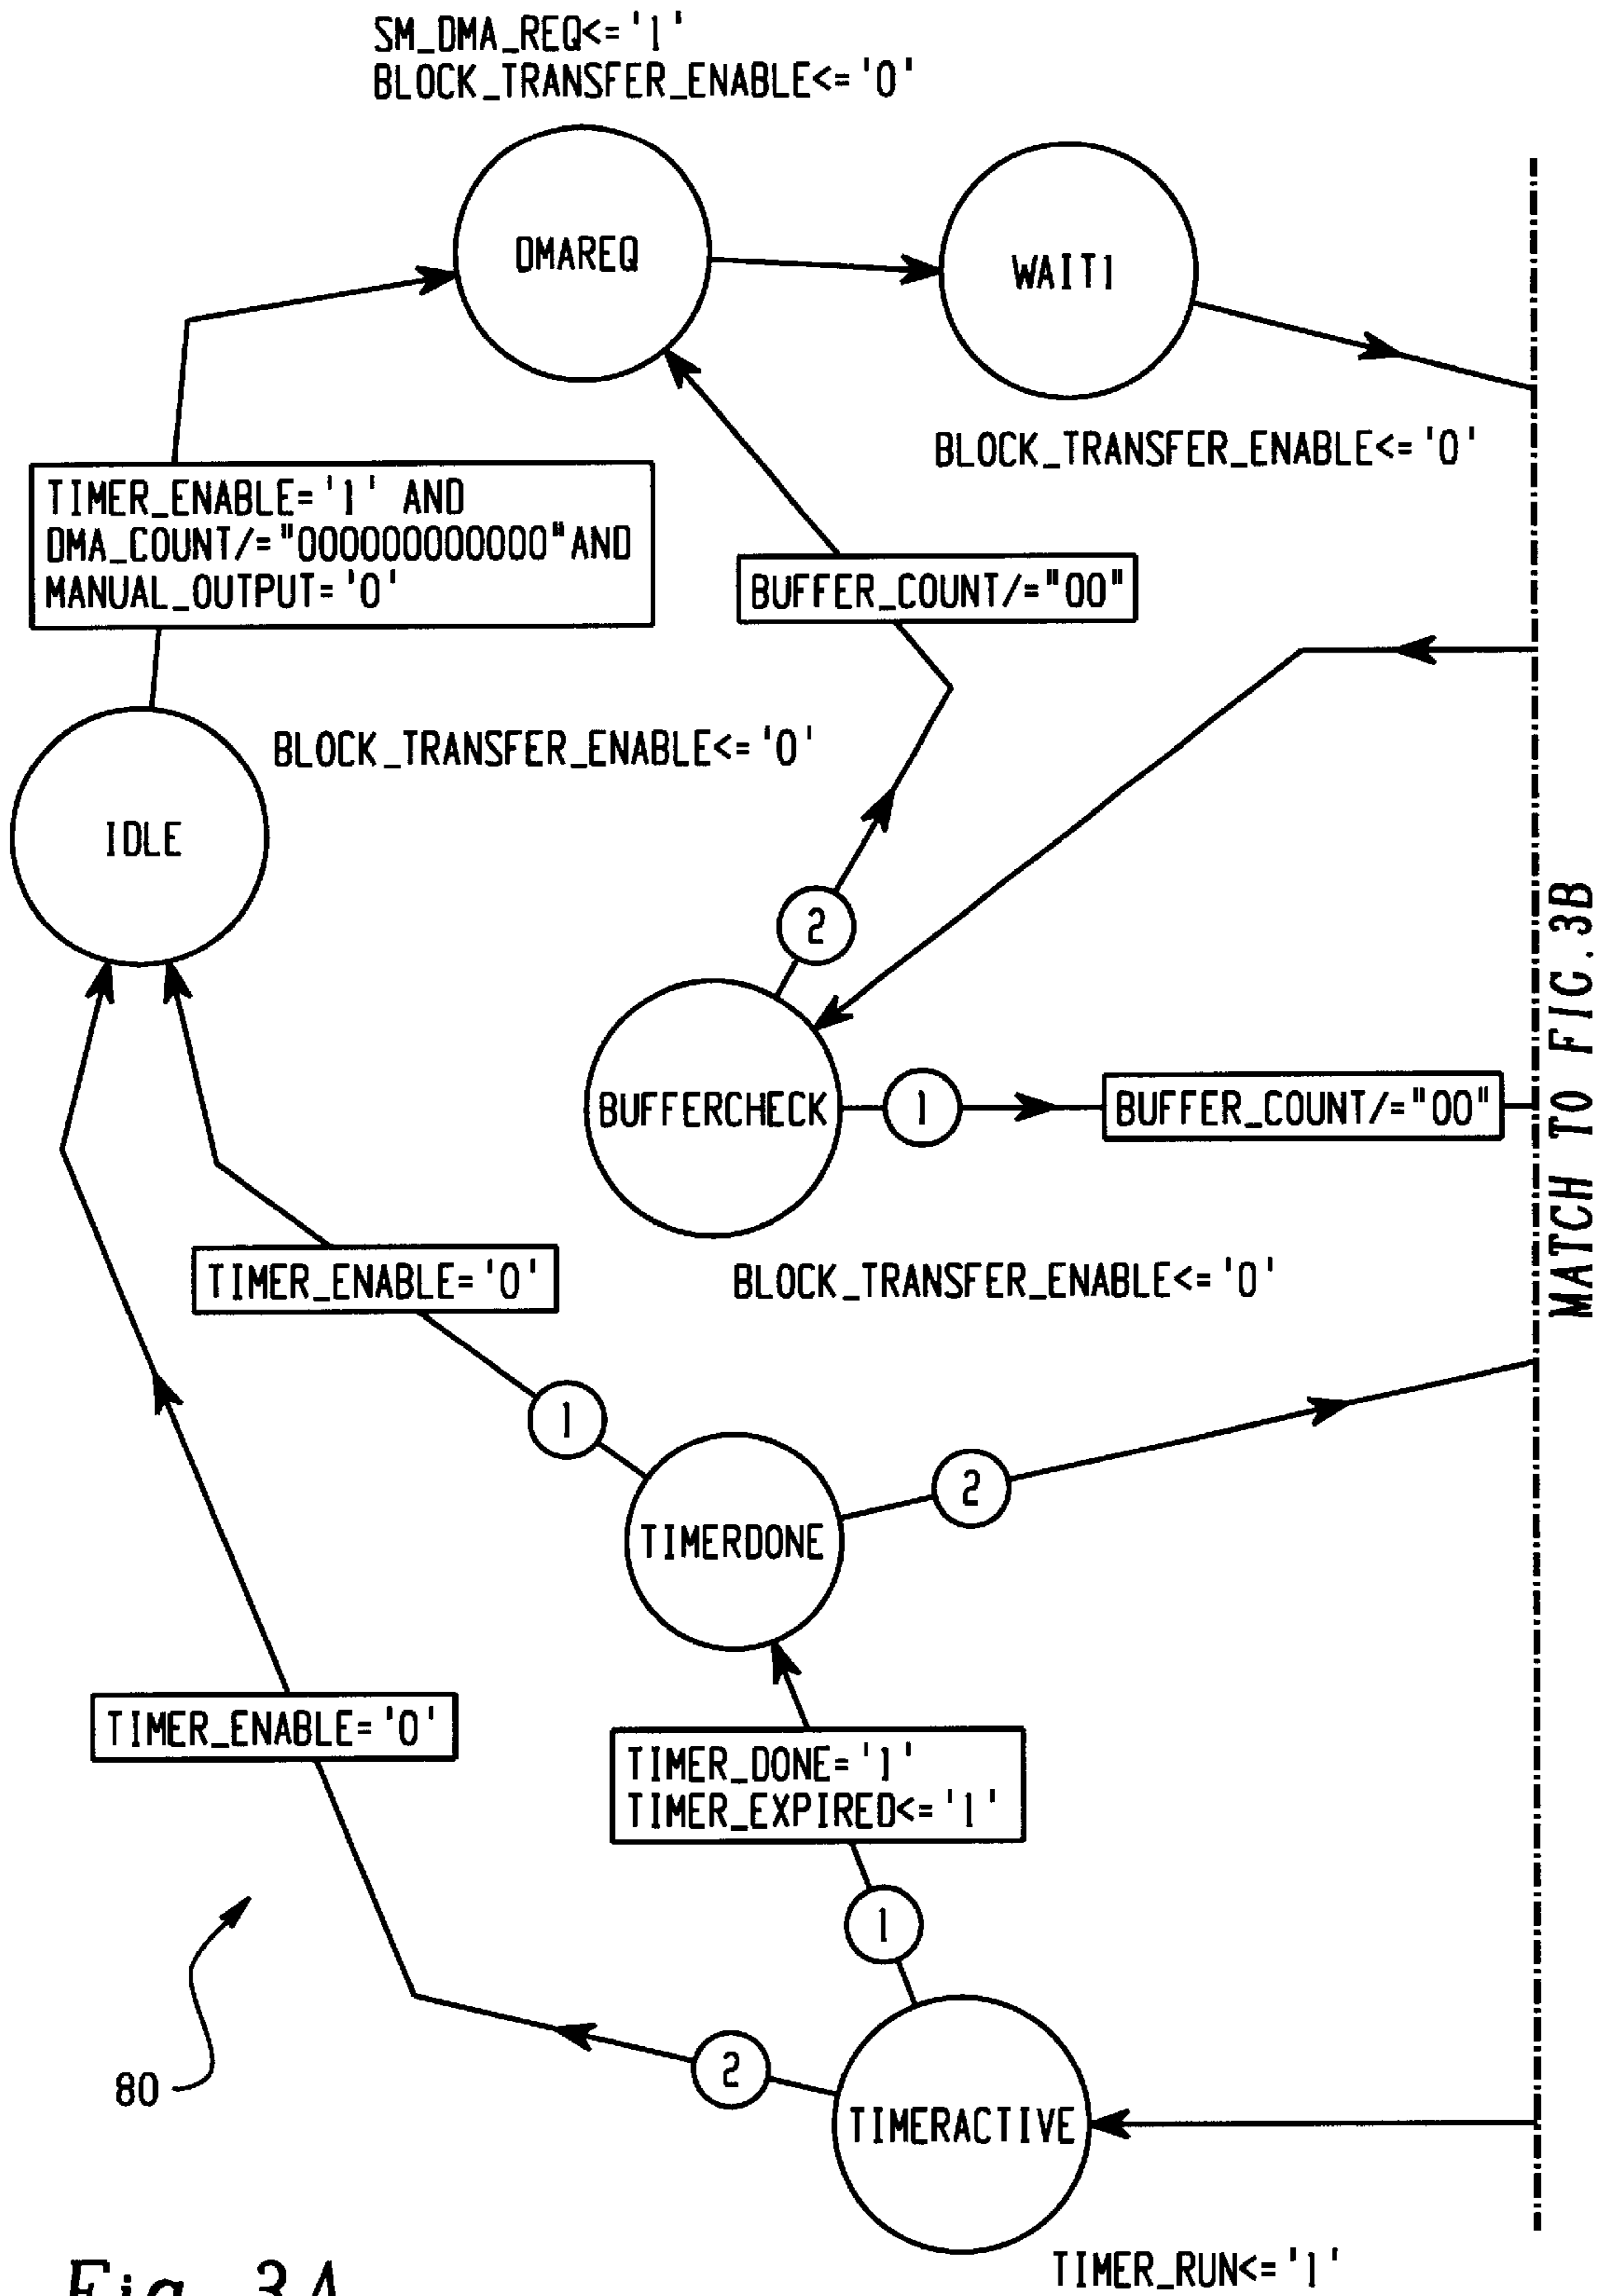 SM_DMA_REQ<='1'
BLOCK_TRANSFER_ENABLE<='0'
DMAREQ
WAIT1
BLOCK_TRANSFER_ENABLE<='0'
TIMER_ENABLE='1' AND
DMA_COUNT/="000000000000"AND
MANUAL_OUTPUT='0'
BUFFER_COUNT/="00"
BLOCK_TRANSFER_ENABLE<='0'
IDLE
2
BUFFERCHECK
1
BUFFER_COUNT/="00"
MATCH TO FIG.3B
TIMER_ENABLE='0'
BLOCK_TRANSFER_ENABLE<='0'
1
2
TIMERDONE
TIMER_ENABLE='0'
TIMER_DONE='1'
TIMER_EXPIRED<='1'
1
80
2
TIMERACTIVE
TIMER_RUN<='1'
Fig. 3A